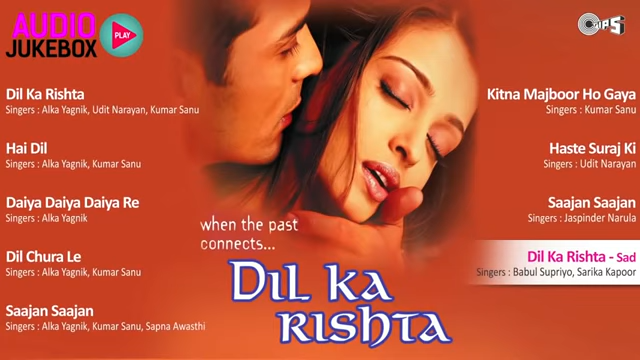 AUDIO
JUKEBOX
PLAY
TIPS
Dil Ka Rishta
Singers : Alka Yagnik, Udit Narayan, Kumar Sanu
Hai Dil
Singers : Alka Yagnik, Kumar Sanu
Daiya Daiya Daiya Re
Singers : Alka Yagnik
Dil Chura Le
Singers : Alka Yagnik, Kumar Sanu
Saajan Saajan
Singers : Alka Yagnik, Kumar Sanu, Sapna Awasthi
Kitna Majboor Ho Gaya
Singers : Kumar Sanu
Haste Suraj Ki
Singers : Udit Narayan
Saajan Saajan
Singers : Jaspinder Narula
Dil Ka Rishta - Sad
Singers : Babul Supriyo, Sarika Kapoor
when the past
connects...
DIL KA
RISHTA